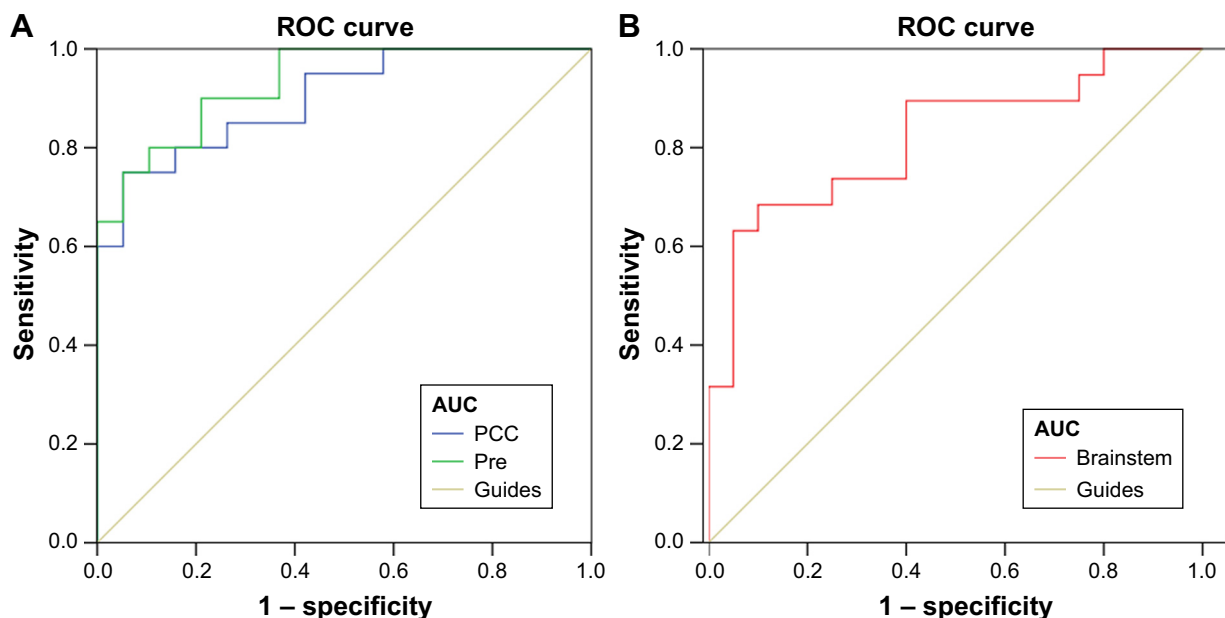 A
ROC curve
1.0
0.8
0.6
0.4
0.2
0.0
Sensitivity
AUC
PCC
Pre
Guides
0.0 0.2 0.4 0.6 0.8 1.0
1 – specificity
B
ROC curve
1.0
0.8
0.6
0.4
0.2
0.0
Sensitivity
AUC
Brainstem
Guides
0.0 0.2 0.4 0.6 0.8 1.0
1 – specificity